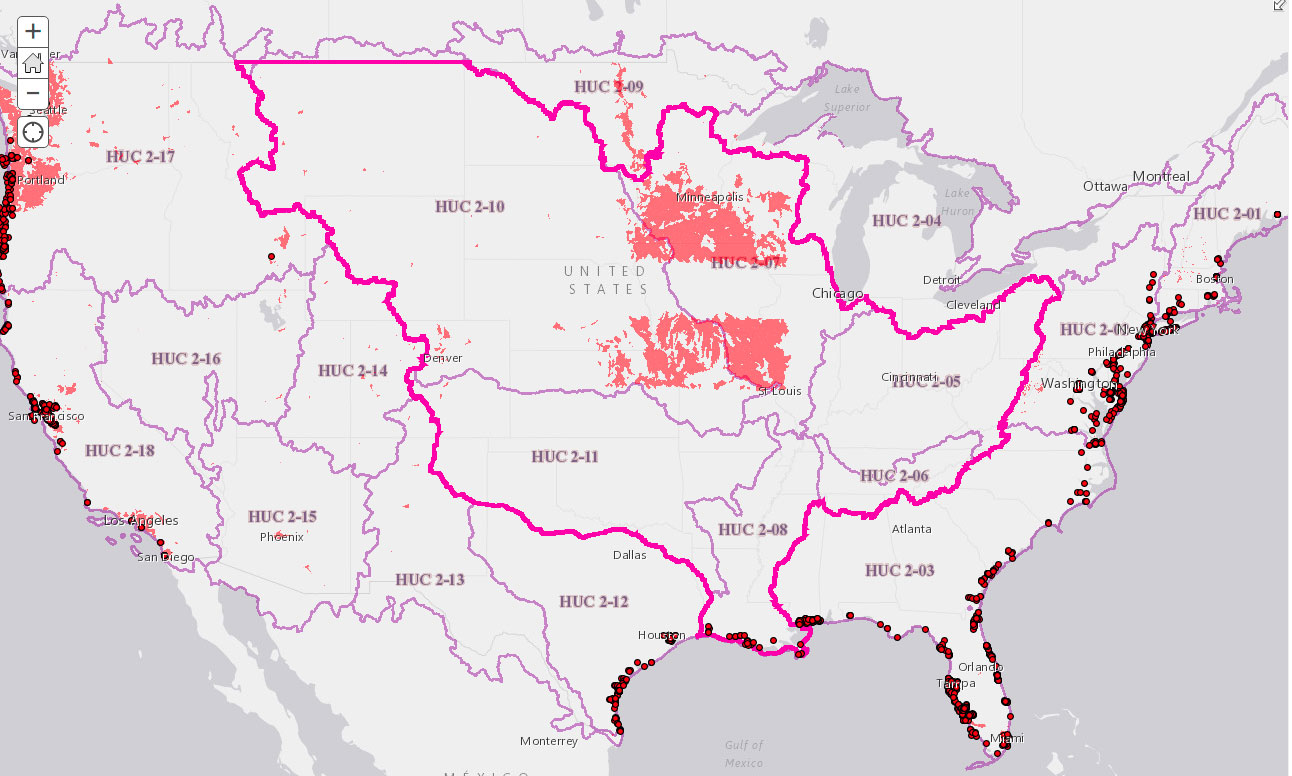 +
Vancouver
Seattle
−
Portland
HUC 2-17
HUC 2-09
Lake
Superior
Minneapolis
HUC 2-10
HUC 2-07
UNITED
STATES
Lake
Huron
HUC 2-04
Ottawa
Montreal
HUC 2-01
Boston
Detroit
Chicago
Cleveland
New York
Philadelphia
Washington
HUC 2-16
HUC 2-14
Denver
St Louis
Cincinnati
HUC 2-05
San Francisco
HUC 2-18
HUC 2-11
HUC 2-06
Los Angeles
San Diego
HUC 2-15
Phoenix
HUC 2-08
Atlanta
Dallas
HUC 2-13
HUC 2-12
HUC 2-03
Houston
Orlando
Tampa
Miami
Monterrey
Gulf of
Mexico
MÉXICO